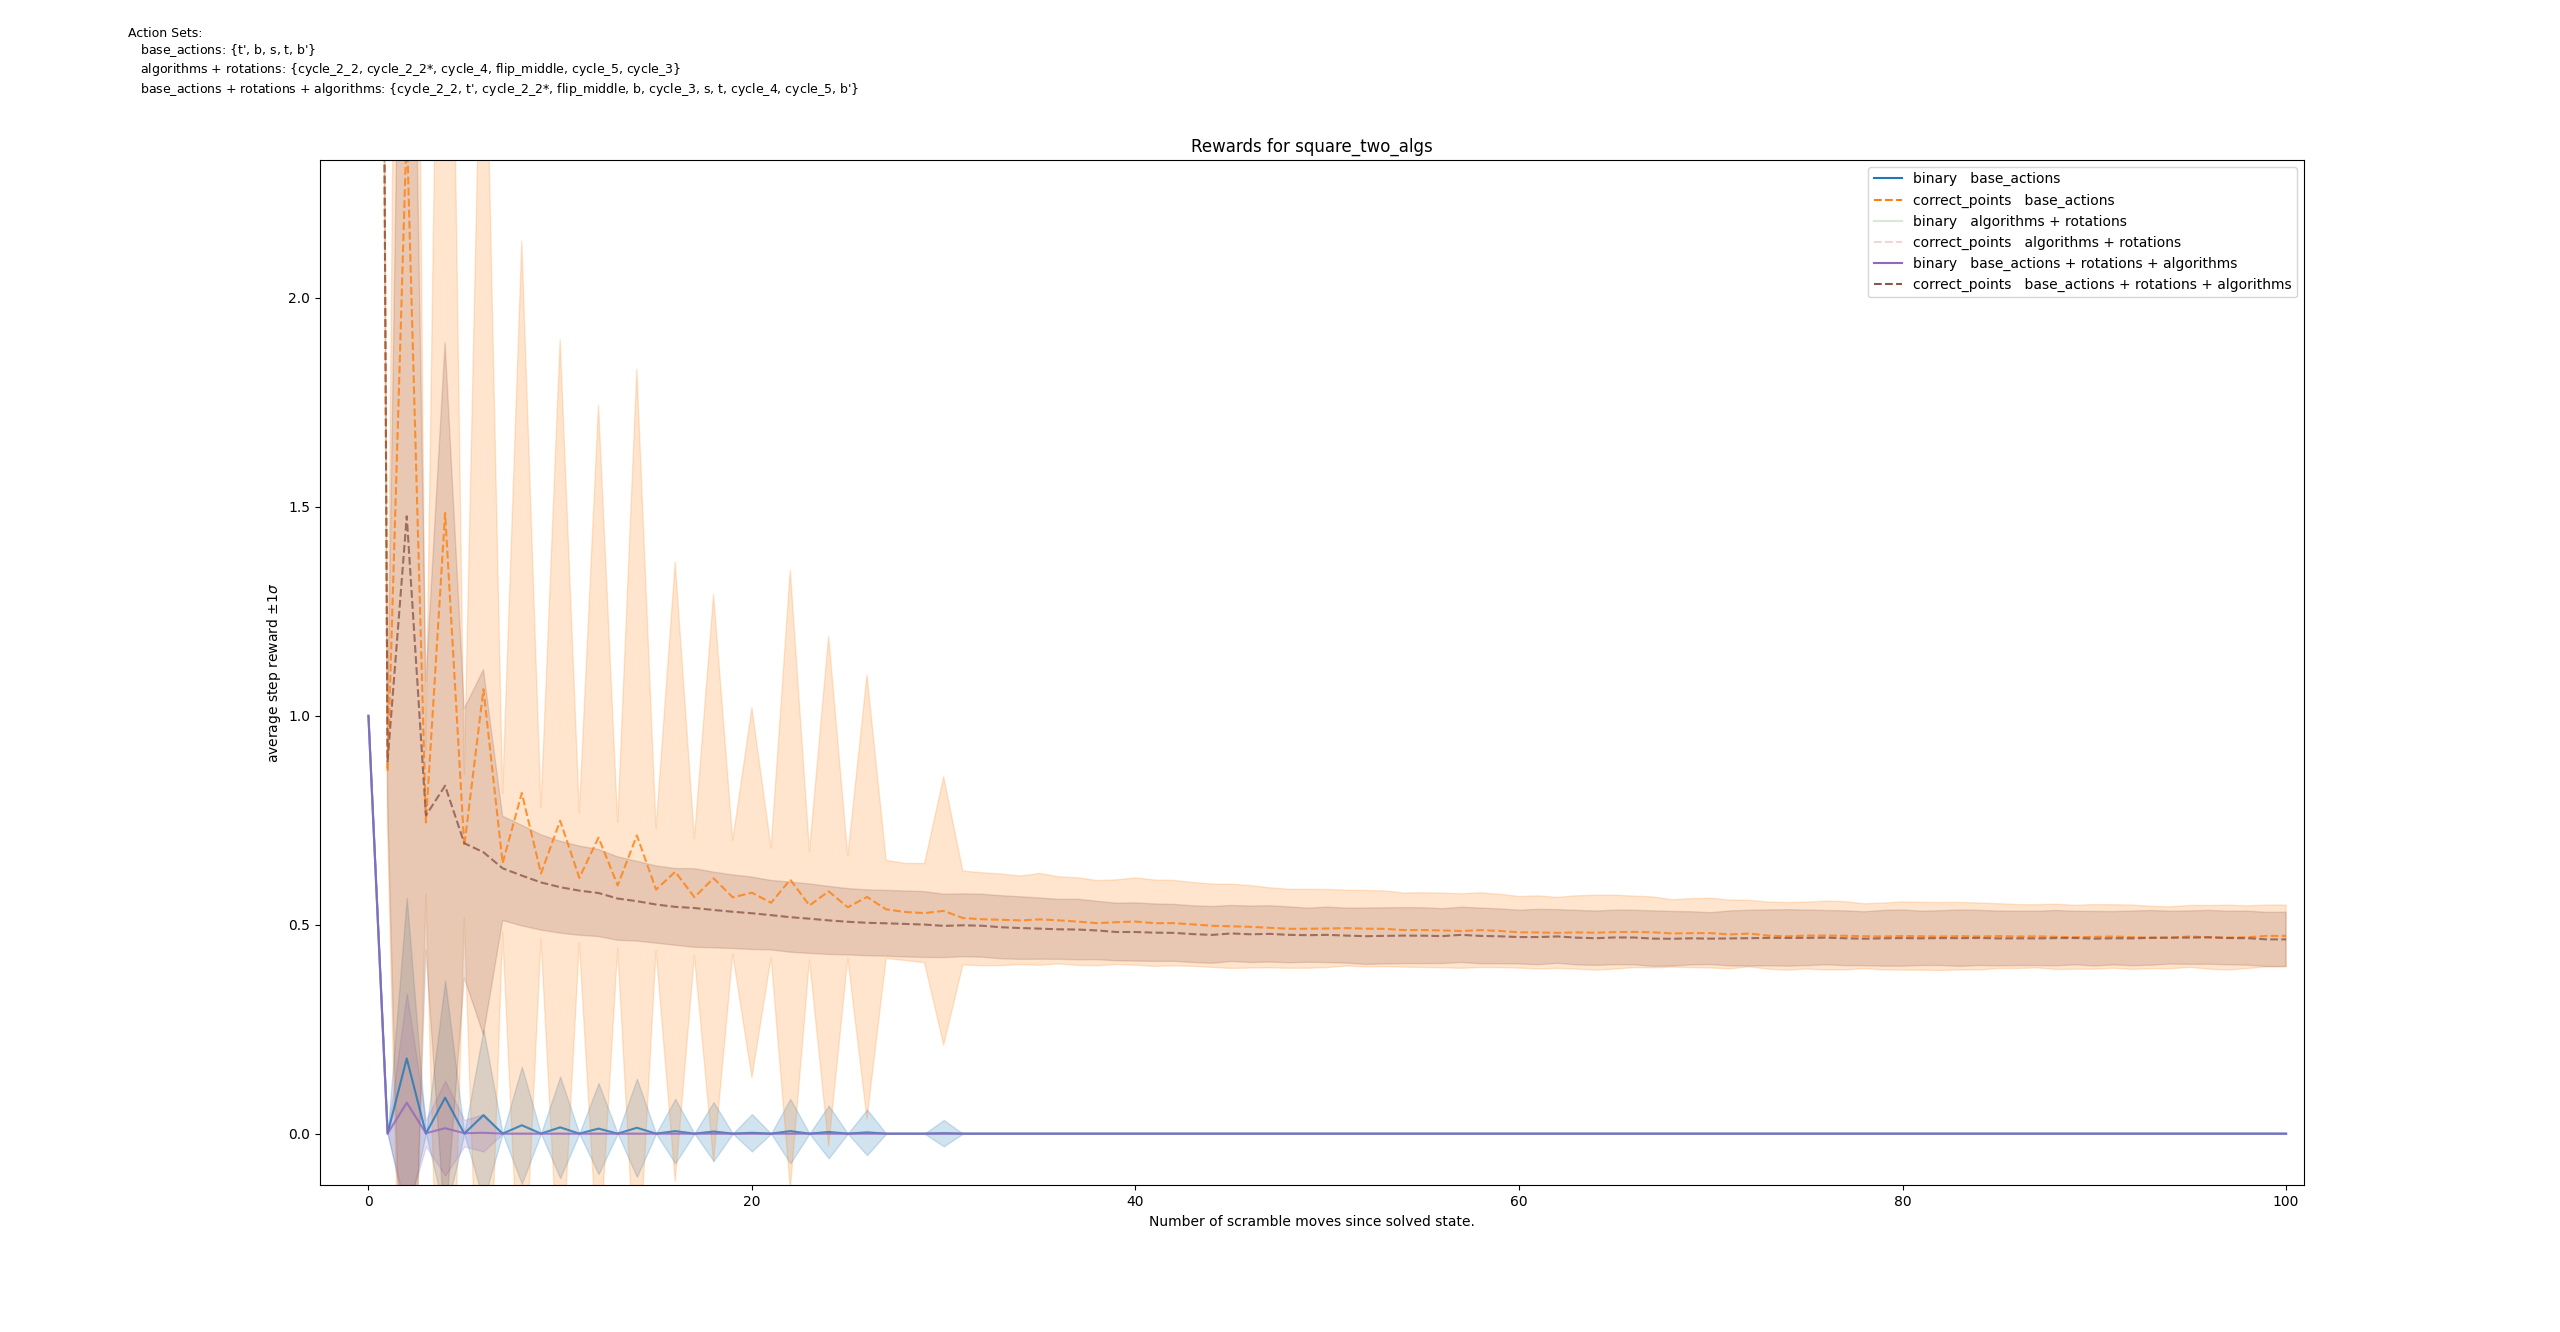 Action Sets:
base_actions: {t', b, s, t, b'}
algorithms + rotations: {cycle_2_2, cycle_2_2*, cycle_4, flip_middle, cycle_5, cycle_3}
base_actions + rotations + algorithms: {cycle_2_2, t', cycle_2_2*, flip_middle, b, cycle_3, s, t, cycle_4, cycle_5, b'}
Rewards for square_two_algs
binary base_actions
correct_points base_actions
binary algorithms + rotations
correct_points algorithms + rotations
binary base_actions + rotations + algorithms
correct_points base_actions + rotations + algorithms
average step reward ±1σ
2.0
1.5
1.0
0.5
0.0
0 20 40 60 80 100
Number of scramble moves since solved state.